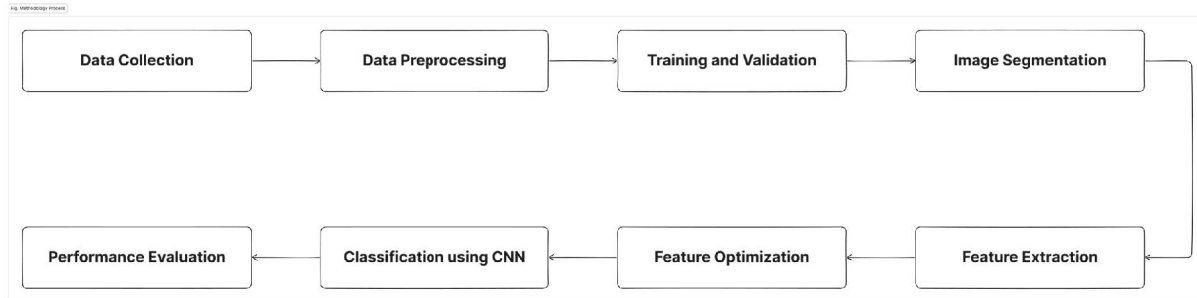 Fig. Methodology Process
Data Collection
Data Preprocessing
Training and Validation
Image Segmentation
Performance Evaluation
Classification using CNN
Feature Optimization
Feature Extraction